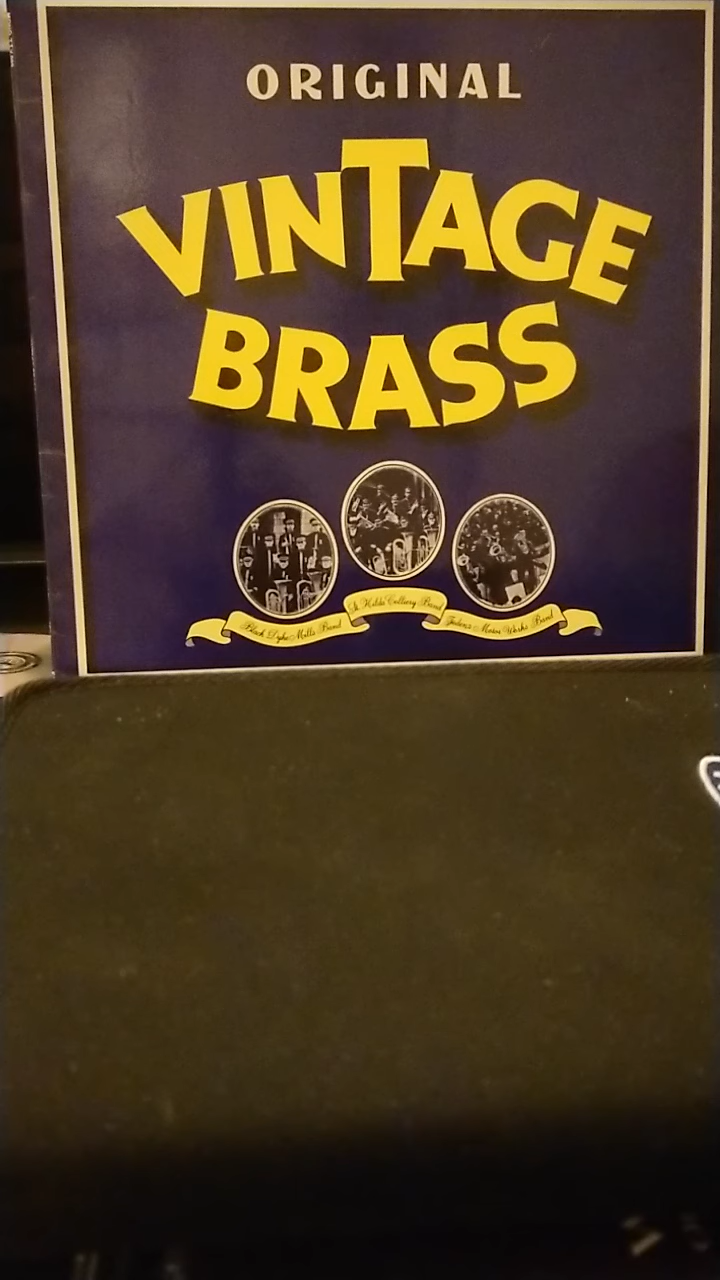 ORIGINAL
VINTAGE
BRASS
Black Dyke Mills Band
St Hilda Colliery Band
Foden's Motor Works Band